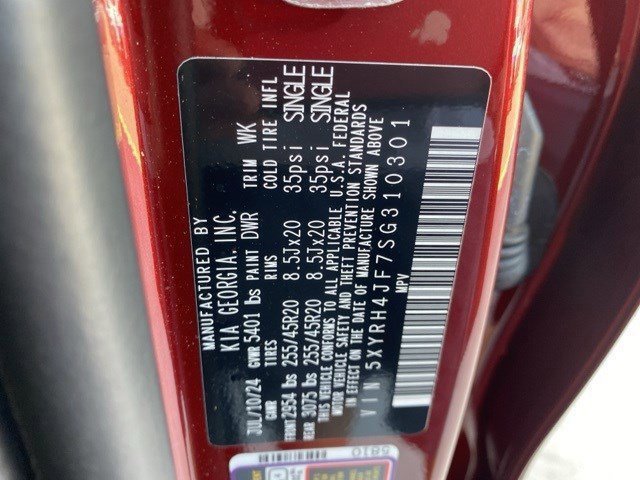 MANUFACTURED BY
KIA GEORGIA, INC.
JUL/10/24 GVWR 5401 lbs PAINT DWR TRIM WK
GAWR TIRES RIMS COLD TIRE INFL
FRONT 2954 lbs 255/45R20 8.5Jx20 35psi SINGLE
REAR 3075 lbs 255/45R20 8.5Jx20 35psi SINGLE
THIS VEHICLE CONFORMS TO ALL APPLICABLE U.S.A. FEDERAL
MOTOR VEHICLE SAFETY AND THEFT PREVENTION STANDARDS
IN EFFECT ON THE DATE OF MANUFACTURE SHOWN ABOVE
VIN 5XYRH4JF7SG310301
MPV
5810